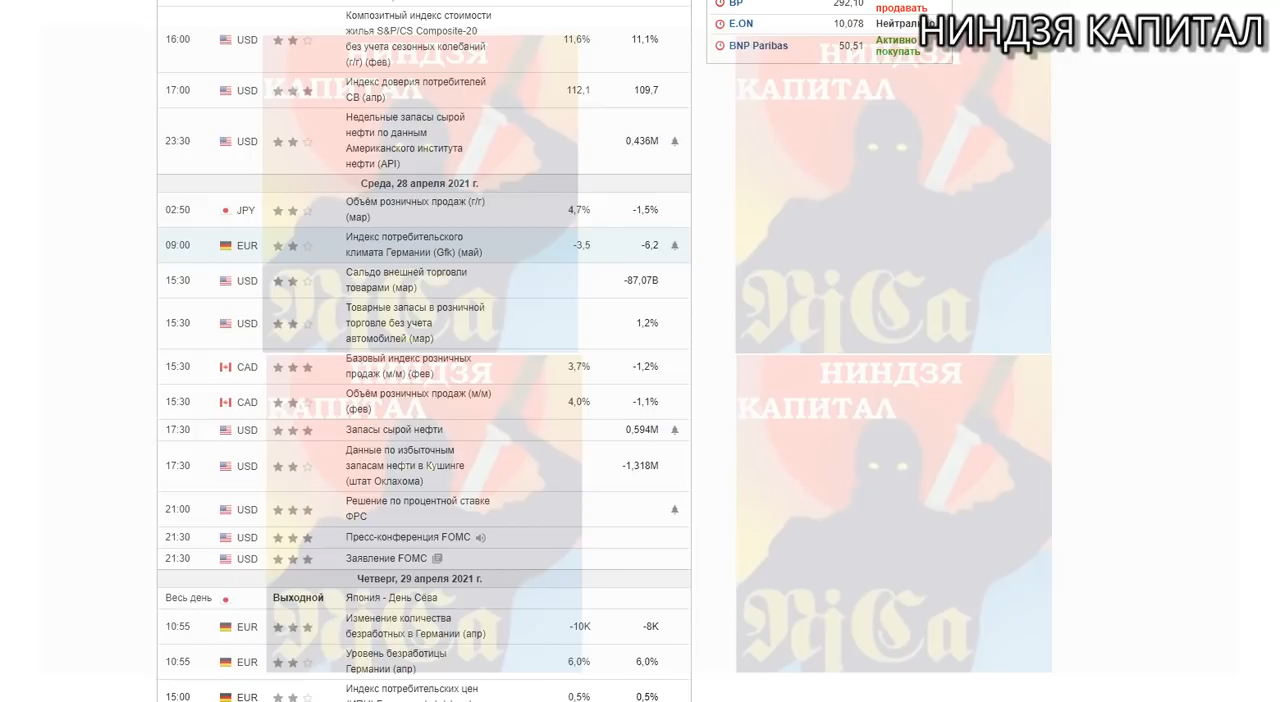 Композитный индекс стоимости
жилья S&P/CS Composite-20
16:00 USD без учета сезонных колебаний 11,6% 11,1%
(г/г) (фев)
17:00 USD Индекс доверия потребителей 112,1 109,7
CB (апр)
Недельные запасы сырой
нефти по данным
23:30 USD Американского института 0,436M
нефти (API)
Среда, 28 апреля 2021 г.
02:50 JPY Объём розничных продаж (г/г) 4,7% -1,5%
(мар)
09:00 EUR Индекс потребительского -3,5 -6,2
климата Германии (Gfk) (май)
15:30 USD Сальдо внешней торговли -87,07B
товарами (мар)
Товарные запасы в розничной
15:30 USD торговле без учета 1,2%
автомобилей (мар)
15:30 CAD Базовый индекс розничных 3,7% -1,2%
продаж (м/м) (фев)
15:30 CAD Объём розничных продаж (м/м) 4,0% -1,1%
(фев)
17:30 USD Запасы сырой нефти 0,594M
Данные по избыточным
17:30 USD запасам нефти в Кушинге -1,318M
(штат Оклахома)
21:00 USD Решение по процентной ставке
ФРС
21:30 USD Пресс-конференция FOMC
21:30 USD Заявление FOMC
Четверг, 29 апреля 2021 г.
Весь день Выходной Япония - День Сёва
10:55 EUR Изменение количества -10K -8K
безработных в Германии (апр)
10:55 EUR Уровень безработицы 6,0% 6,0%
Германии (апр)
15:00 EUR Индекс потребительских цен 0,5% 0,5%
BP 292,10
продавать
E.ON 10,078 Нейтрально
BNP Paribas 50,51 Активно
покупать
НИНДЗЯ КАПИТАЛ
НИНДЗЯ
КАПИТАЛ
NjCa
НИНДЗЯ
КАПИТАЛ
NjCa
НИНДЗЯ
КАПИТАЛ
NjCa
НИНДЗЯ
КАПИТАЛ
NjCa